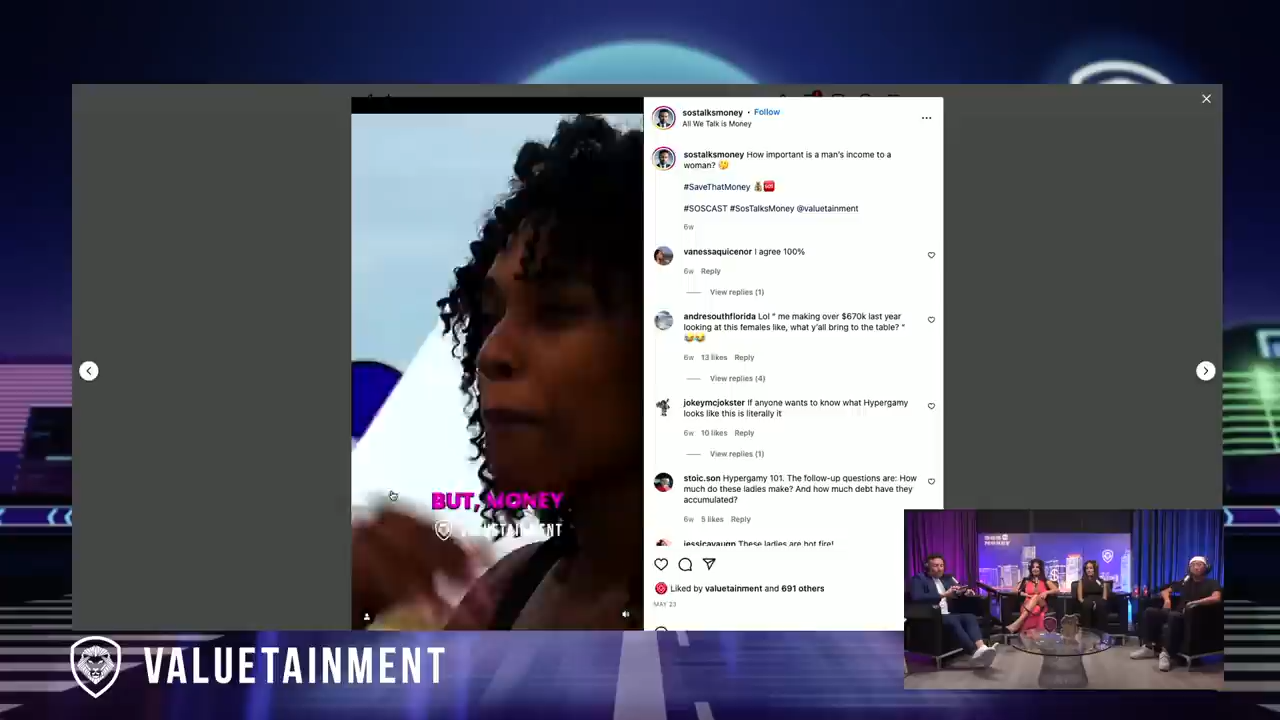 sostalksmoney • Follow
All We Talk is Money
sostalksmoney How important is a man's income to a
woman? 🤔
#SaveThatMoney 💰🆘
#SOSCAST #SosTalksMoney @valuetainment
6w
vanessaquicenor I agree 100%
6w Reply
View replies (1)
andresouthflorida Lol " me making over $670k last year
looking at this females like, what y'all bring to the table? "
😂😂
6w 13 likes Reply
View replies (4)
jokeymcjokster If anyone wants to know what Hypergamy
looks like this is literally it
6w 10 likes Reply
View replies (1)
stoic.son Hypergamy 101. The follow-up questions are: How
much do these ladies make? And how much debt have they
accumulated?
6w 5 likes Reply
jessicavaugn These ladies are hot fire!
Liked by valuetainment and 691 others
MAY 23
BUT, MONEY
VALUETAINMENT
SOS
MONEY
VALUETAINMENT